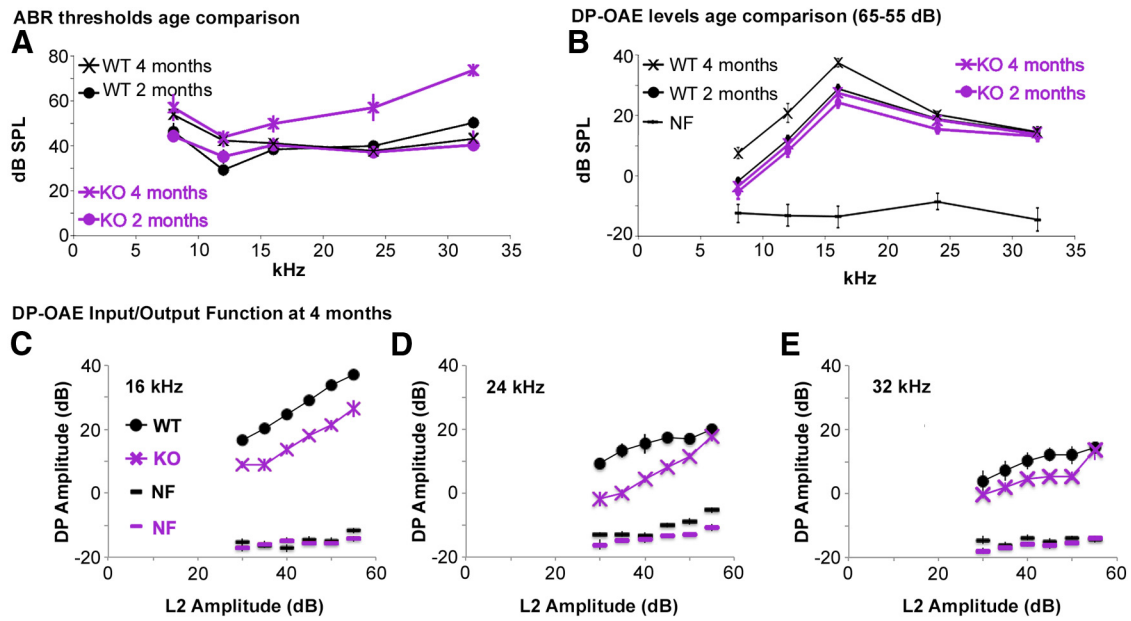 ABR thresholds age comparison
A
80
60
40
20
0
dB SPL
WT 4 months
WT 2 months
KO 4 months
KO 2 months
0
5
10
15
20
25
30
35
kHz
DP-OAE levels age comparison (65-55 dB)
B
40
20
0
-20
dB SPL
WT 4 months
WT 2 months
NF
KO 4 months
KO 2 months
0
5
10
15
20
25
30
35
kHz
DP-OAE Input/Output Function at 4 months
C
40
20
0
-20
DP Amplitude (dB)
16 kHz
WT
KO
NF
NF
0
20
40
60
L2 Amplitude (dB)
D
40
20
0
-20
DP Amplitude (dB)
24 kHz
0
20
40
60
L2 Amplitude (dB)
E
40
20
0
-20
DP Amplitude (dB)
32 kHz
0
20
40
60
L2 Amplitude (dB)